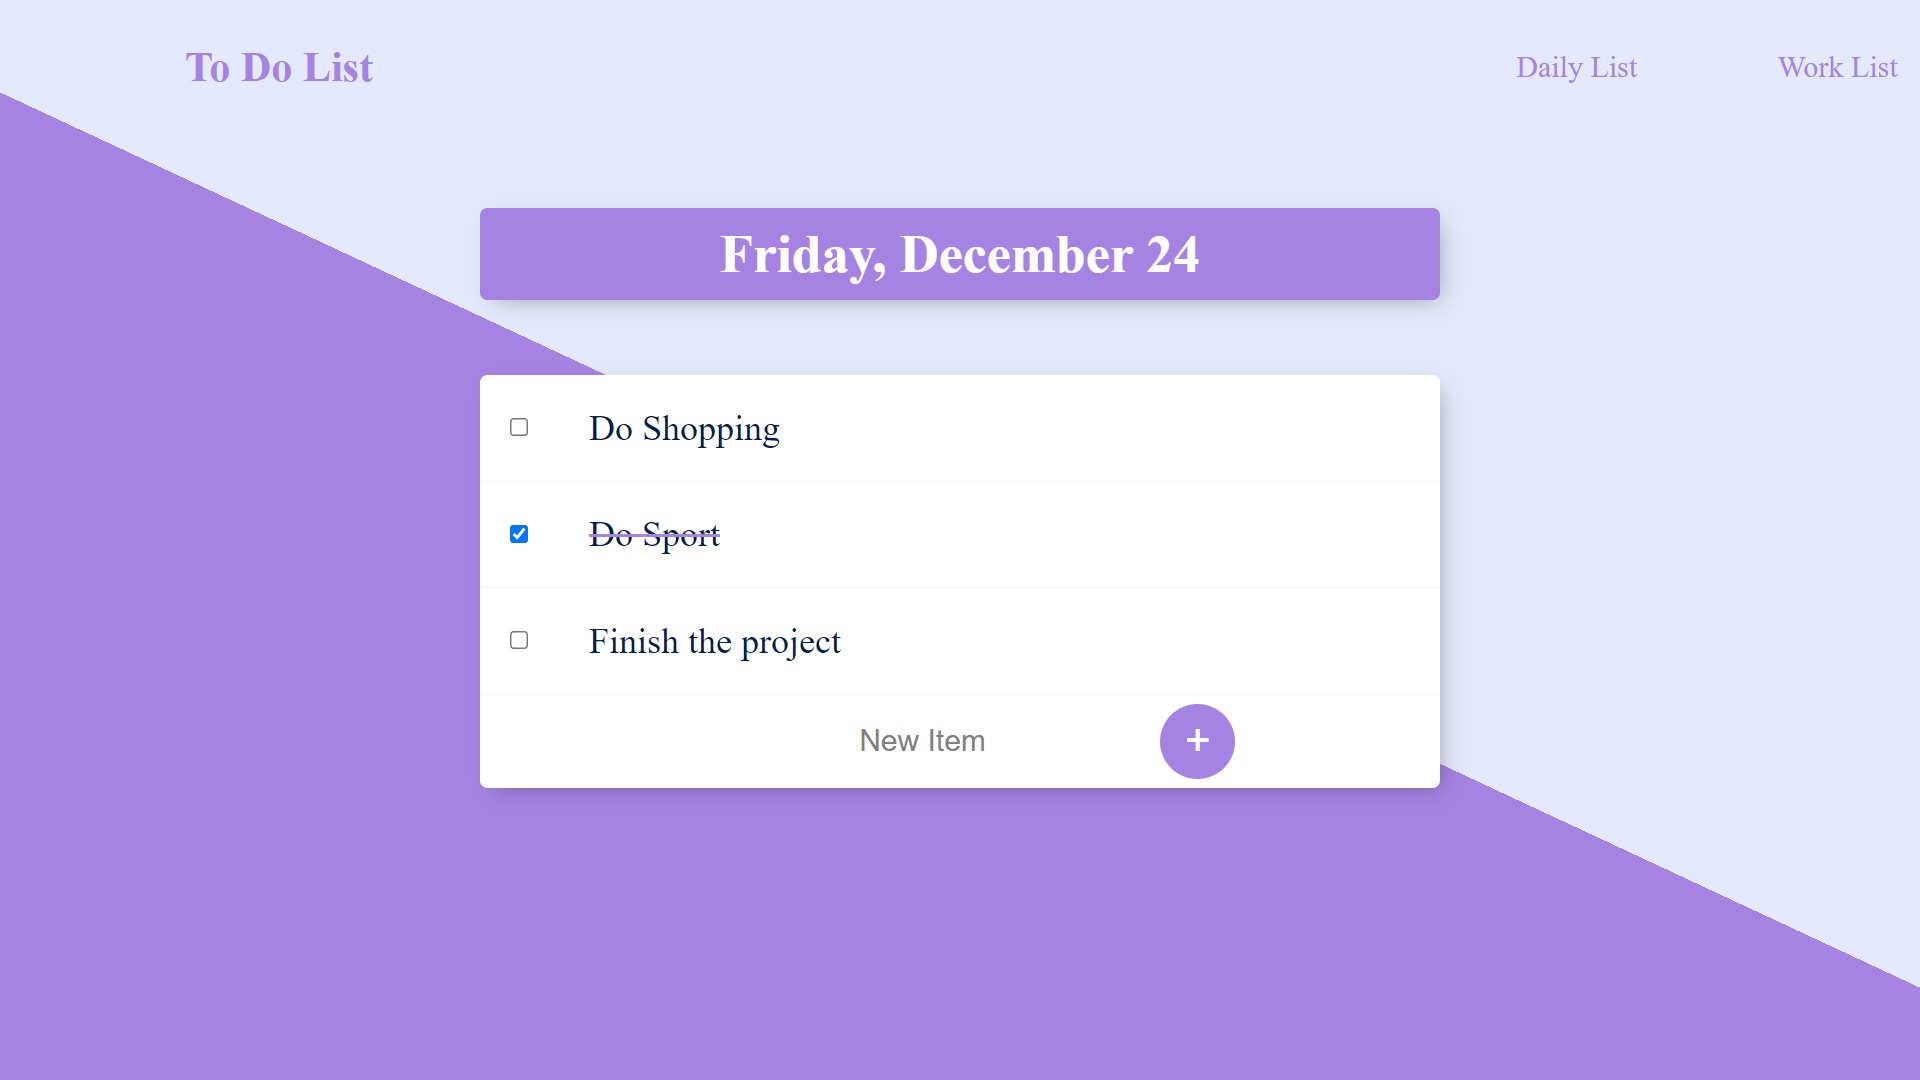 To Do List
Daily List
Work List
Friday, December 24
Do Shopping
Do Sport
Finish the project
New Item
+